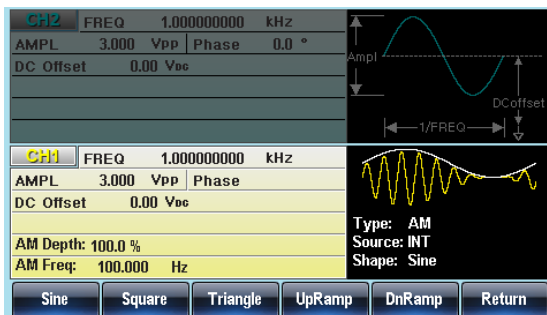 CH2 FREQ 1.000000000 kHz
AMPL 3.000 Vpp Phase 0.0 °
DC Offset 0.00 VDC
Ampl
DCoffset
1/FREQ
CH1 FREQ 1.000000000 kHz
AMPL 3.000 Vpp Phase
DC Offset 0.00 VDC
AM Depth: 100.0 %
AM Freq: 100.000 Hz
Type: AM
Source: INT
Shape: Sine
Sine Square Triangle UpRamp DnRamp Return